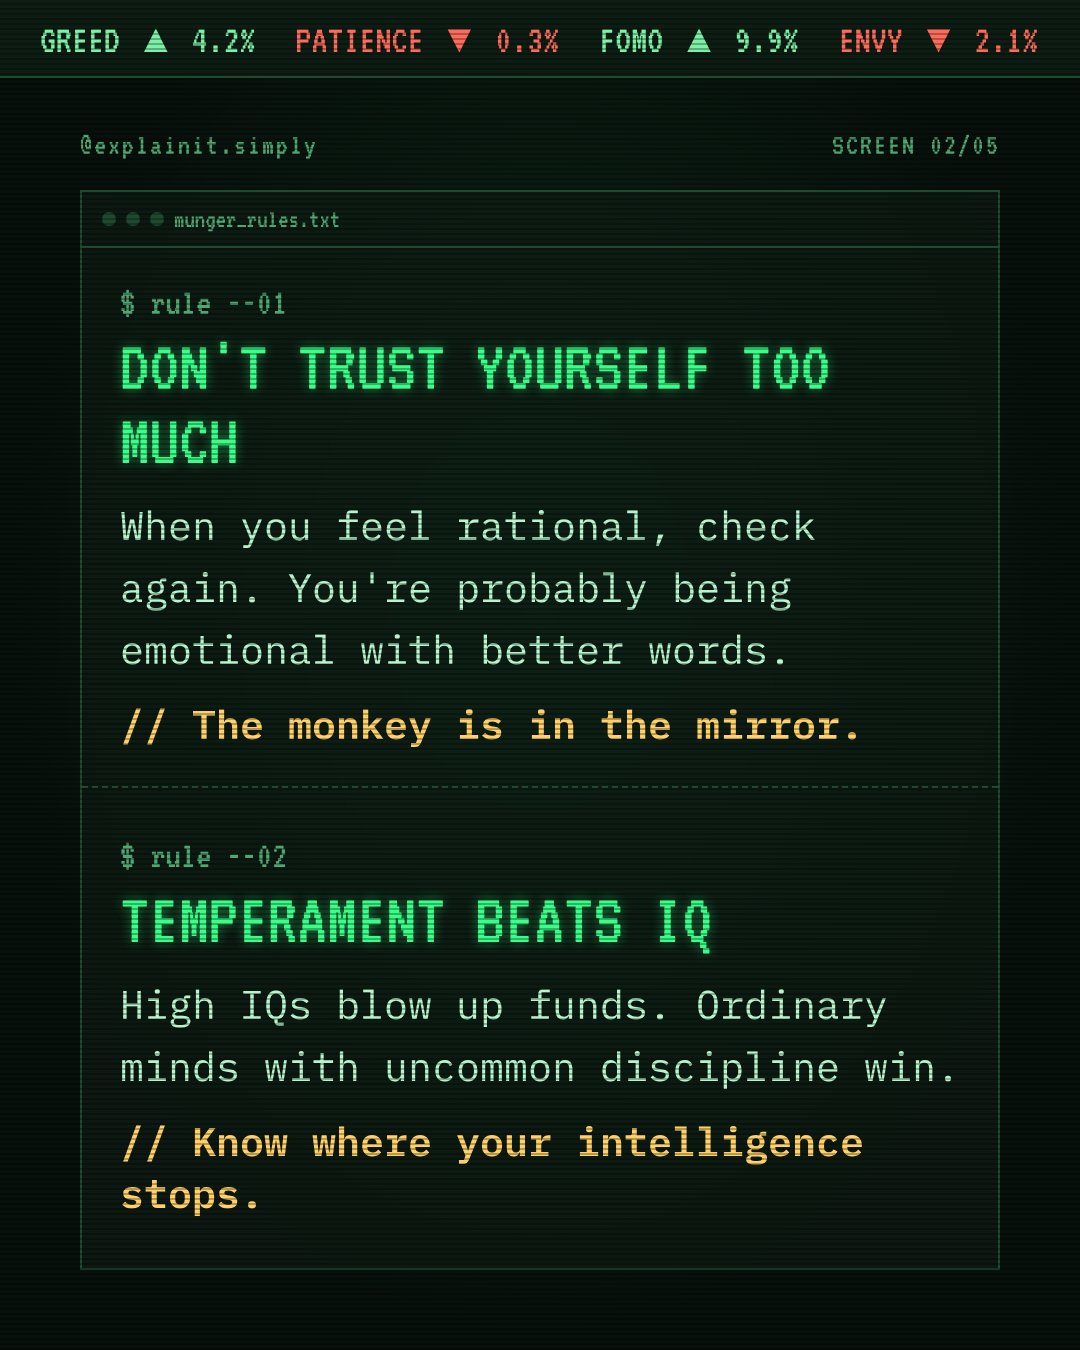 GREED ▲ 4.2% PATIENCE ▼ 0.3% FOMO ▲ 9.9% ENVY ▼ 2.1%
@explainit.simply SCREEN 02/05
munger_rules.txt
$ rule --01
DON'T TRUST YOURSELF TOO
MUCH
When you feel rational, check
again. You're probably being
emotional with better words.
// The monkey is in the mirror.
$ rule --02
TEMPERAMENT BEATS IQ
High IQs blow up funds. Ordinary
minds with uncommon discipline win.
// Know where your intelligence
stops.